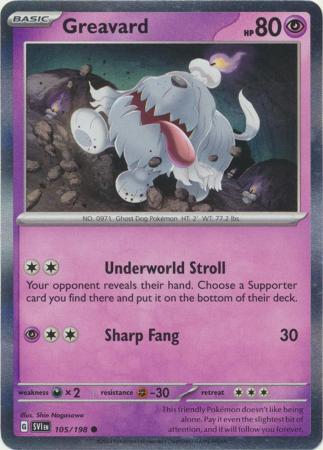 BASIC
Greavard
HP 80
NO. 0971 Ghost Dog Pokémon HT: 2' WT: 77.2 lbs.
Underworld Stroll
Your opponent reveals their hand. Choose a Supporter
card you find there and put it on the bottom of their deck.
Sharp Fang 30
weakness ×2 resistance -30 retreat
Illus. Shin Nagasawa
G SVI EN 105/198
This friendly Pokémon doesn't like being
alone. Pay it even the slightest bit of attention,
and it will follow you forever.